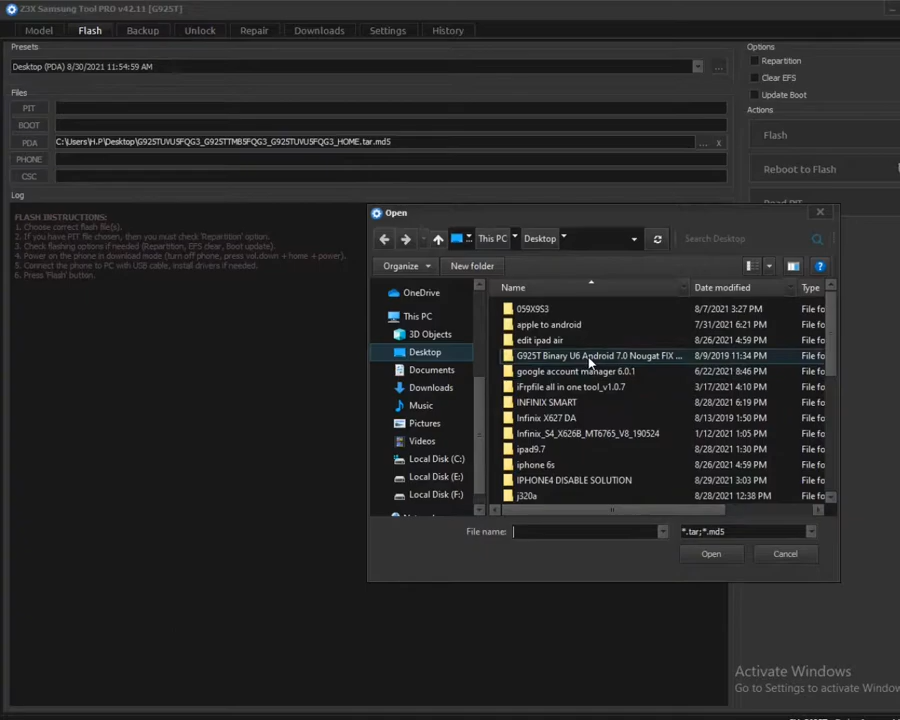 Z3X Samsung Tool PRO v42.11 [G925T]
Model Flash Backup Unlock Repair Downloads Settings History
Presets
Desktop (PDA) 8/30/2021 11:54:59 AM
...
Options
Repartition
Clear EFS
Update Boot
Files
PIT
BOOT
PDA C:\Users\H.P\Desktop\G925TUVU5FQG3_G925TTMB5FQG3_G925TUVU5FQG3_HOME.tar.md5 ... x
PHONE
CSC
Actions
Flash
Reboot to Flash
Log
FLASH INSTRUCTIONS:
1. Choose correct flash file(s).
2. If you have PIT file chosen, then you must check 'Repartition' option.
3. Check flashing options if needed (Repartition, EFS clear, Boot update).
4. Power on the phone in download mode (turn off phone, press vol.down + home + power).
5. Connect the phone to PC with USB cable, install drivers if needed.
6. Press 'Flash' button.
Open
This PC Desktop
Search Desktop
Organize New folder
Name Date modified Type
OneDrive
This PC
3D Objects
Desktop
Documents
Downloads
Music
Pictures
Videos
Local Disk (C:)
Local Disk (E:)
Local Disk (F:)
059X9S3 8/7/2021 3:27 PM File fo
apple to android 7/31/2021 6:21 PM File fo
edit ipad air 8/26/2021 4:59 PM File fo
G925T Binary U6 Android 7.0 Nougat FIX ... 8/9/2019 11:34 PM File fo
google account manager 6.0.1 6/22/2021 8:46 PM File fo
iFrpfile all in one tool_v1.0.7 3/17/2021 4:10 PM File fo
INFINIX SMART 8/28/2021 6:19 PM File fo
Infinix X627 DA 8/13/2019 1:50 PM File fo
Infinix_S4_X626B_MT6765_V8_190524 1/12/2021 1:05 PM File fo
ipad9.7 8/28/2021 1:30 PM File fo
iphone 6s 8/26/2021 4:59 PM File fo
IPHONE4 DISABLE SOLUTION 8/29/2021 3:03 PM File fo
j320a 8/28/2021 12:38 PM File fo
File name:
*.tar;*.md5
Open Cancel
Activate Windows
Go to Settings to activate Window